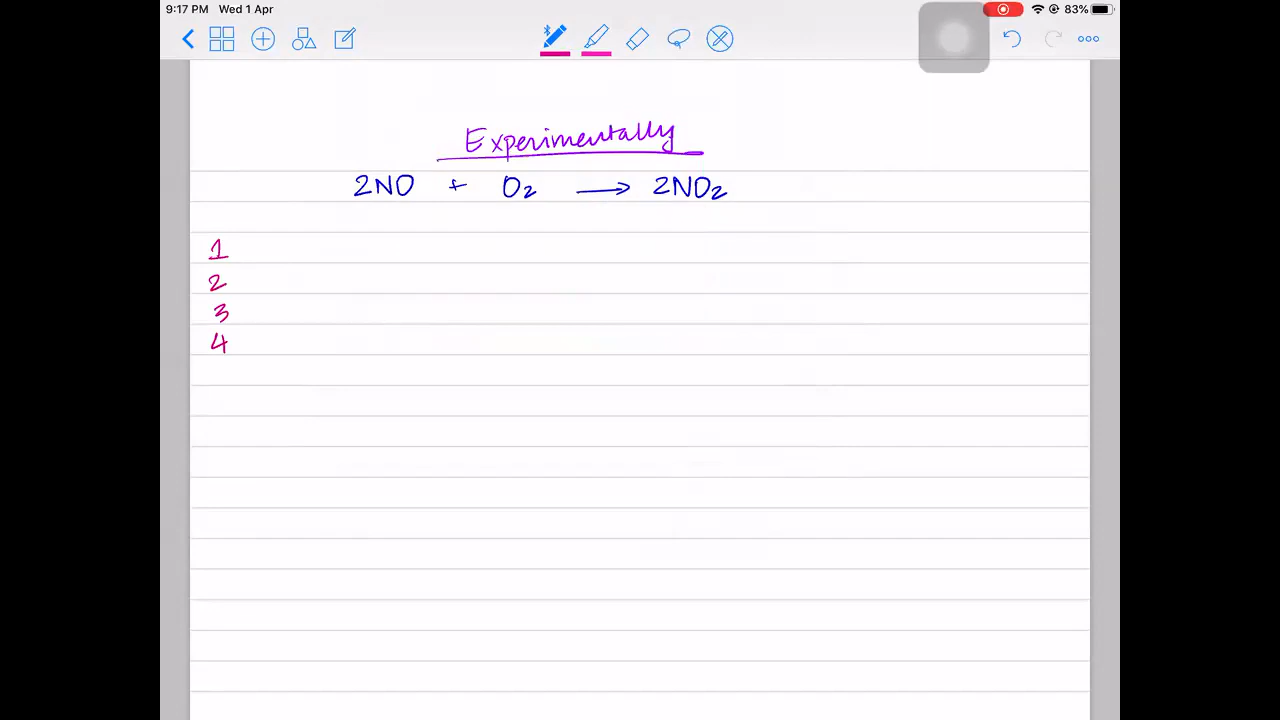 9:17 PM Wed 1 Apr 83%
Experimentally
2NO + O₂ → 2NO₂
1
2
3
4